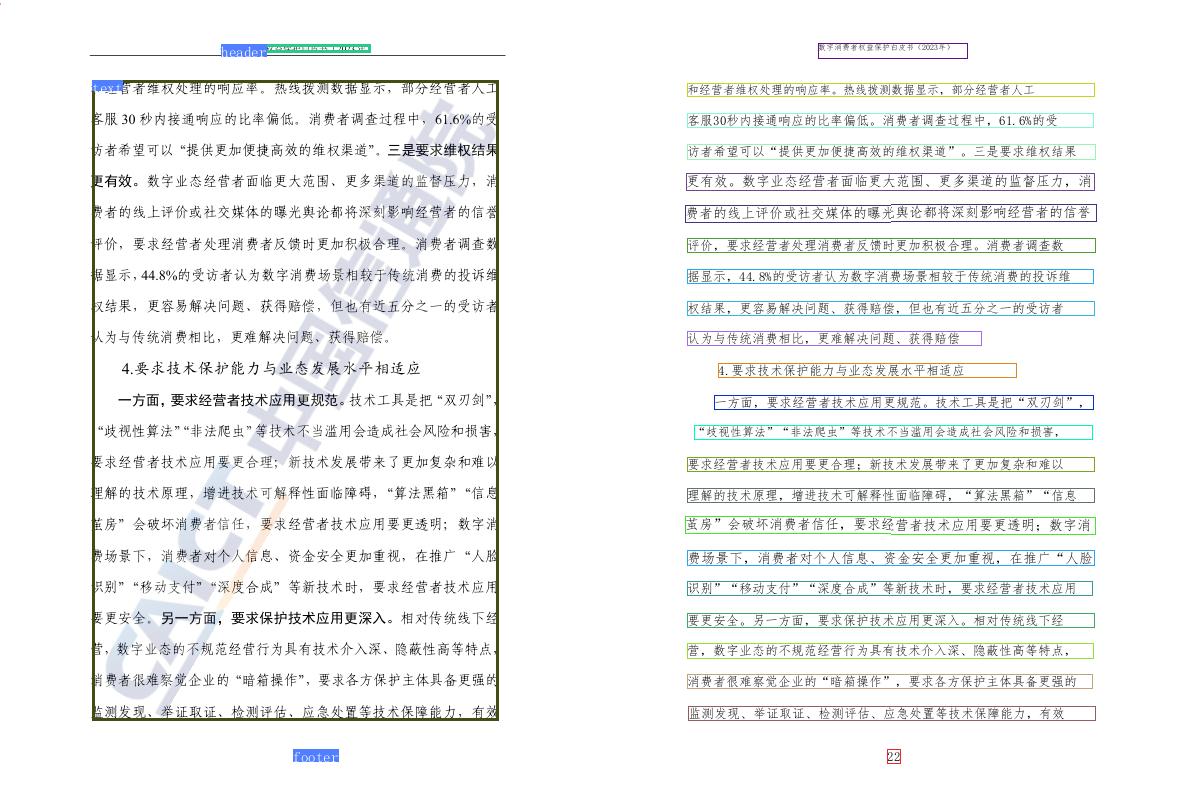 header
text
者维权处理的响应率。热线拨测数据显示，部分经营者人工
客服 30 秒内接通响应的比率偏低。消费者调查过程中，61.6%的受
访者希望可以“提供更加便捷高效的维权渠道”。三是要求维权结果
更有效。数字业态经营者面临更大范围、更多渠道的监督压力，消
费者的线上评价或社交媒体的曝光舆论都将深刻影响经营者的信誉
评价，要求经营者处理消费者反馈时更加积极合理。消费者调查数
据显示，44.8%的受访者认为数字消费场景相较于传统消费的投诉维
权结果，更容易解决问题、获得赔偿，但也有近五分之一的受访者
认为与传统消费相比，更难解决问题、获得赔偿。
4.要求技术保护能力与业态发展水平相适应
一方面，要求经营者技术应用更规范。技术工具是把“双刃剑”，
“歧视性算法”“非法爬虫”等技术不当滥用会造成社会风险和损害，
要求经营者技术应用要更合理；新技术发展带来了更加复杂和难以
理解的技术原理，增进技术可解释性面临障碍，“算法黑箱”“信息
茧房”会破坏消费者信任，要求经营者技术应用要更透明；数字消
费场景下，消费者对个人信息、资金安全更加重视，在推广“人脸
识别”“移动支付”“深度合成”等新技术时，要求经营者技术应用
要更安全。另一方面，要求保护技术应用更深入。相对传统线下经
营，数字业态的不规范经营行为具有技术介入深、隐蔽性高等特点，
消费者很难察觉企业的“暗箱操作”，要求各方保护主体具备更强的
监测发现、举证取证、检测评估、应急处置等技术保障能力，有效
footer
CAICT 中国信通院
数字消费者权益保护白皮书（2023年）
和经营者维权处理的响应率。热线拨测数据显示，部分经营者人工
客服30秒内接通响应的比率偏低。消费者调查过程中，61.6%的受
访者希望可以“提供更加便捷高效的维权渠道”。三是要求维权结果
更有效。数字业态经营者面临更大范围、更多渠道的监督压力，消
费者的线上评价或社交媒体的曝光舆论都将深刻影响经营者的信誉
评价，要求经营者处理消费者反馈时更加积极合理。消费者调查数
据显示，44.8%的受访者认为数字消费场景相较于传统消费的投诉维
权结果，更容易解决问题、获得赔偿，但也有近五分之一的受访者
认为与传统消费相比，更难解决问题、获得赔偿
4.要求技术保护能力与业态发展水平相适应
一方面，要求经营者技术应用更规范。技术工具是把“双刃剑”，
“歧视性算法”“非法爬虫”等技术不当滥用会造成社会风险和损害，
要求经营者技术应用要更合理；新技术发展带来了更加复杂和难以
理解的技术原理，增进技术可解释性面临障碍，“算法黑箱”“信息
茧房”会破坏消费者信任，要求经营者技术应用要更透明；数字消
费场景下，消费者对个人信息、资金安全更加重视，在推广“人脸
识别”“移动支付”“深度合成”等新技术时，要求经营者技术应用
要更安全。另一方面，要求保护技术应用更深入。相对传统线下经
营，数字业态的不规范经营行为具有技术介入深、隐蔽性高等特点，
消费者很难察觉企业的“暗箱操作”，要求各方保护主体具备更强的
监测发现、举证取证、检测评估、应急处置等技术保障能力，有效
22